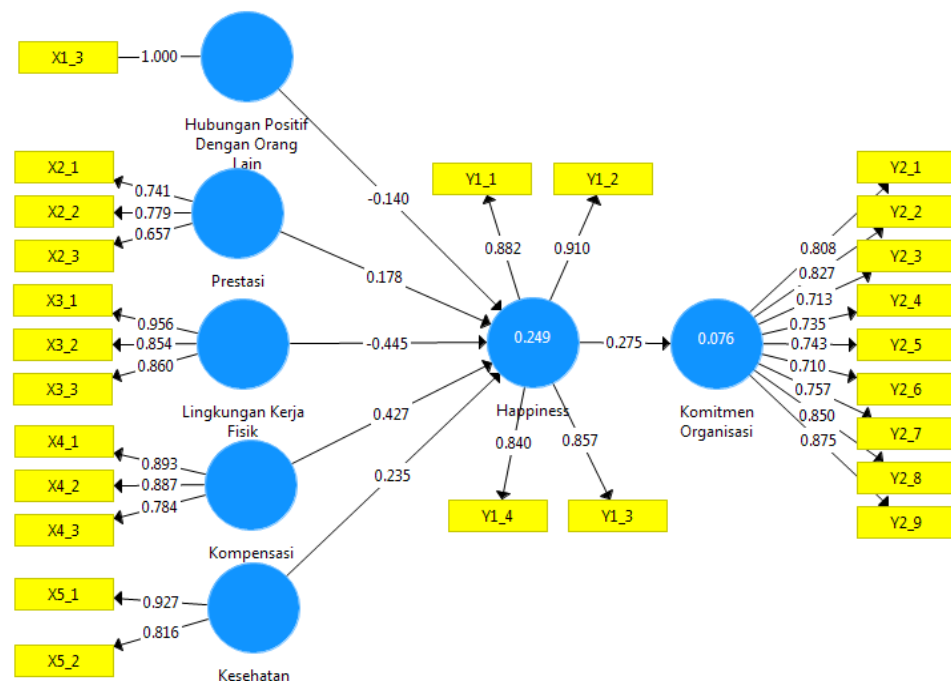 X1_3
1.000
Hubungan Positif
Dengan Orang
Lain
X2_1
X2_2
X2_3
0.741
0.779
0.657
Prestasi
X3_1
X3_2
X3_3
0.956
0.854
0.860
Lingkungan Kerja
Fisik
X4_1
X4_2
X4_3
0.893
0.887
0.784
Kompensasi
X5_1
X5_2
0.927
0.816
Kesehatan
-0.140
0.178
-0.445
0.427
0.235
Y1_1
Y1_2
0.882
0.910
0.249
Happiness
0.840
0.857
Y1_4
Y1_3
0.275
0.076
Komitmen
Organisasi
0.808
0.827
0.713
0.735
0.743
0.710
0.757
0.850
0.875
Y2_1
Y2_2
Y2_3
Y2_4
Y2_5
Y2_6
Y2_7
Y2_8
Y2_9